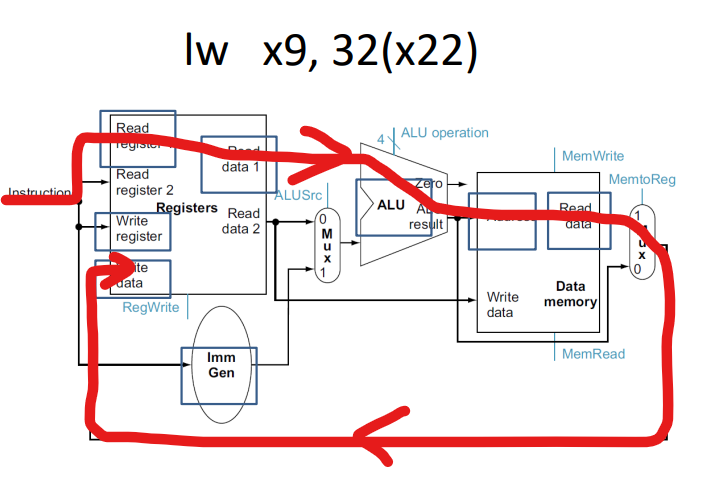 lw x9, 32(x22)
Read
register 1
Read
register 2
Write
register
Write
data
Registers
Read
data 1
Read
data 2
RegWrite
Instruction
Imm
Gen
ALUSrc
0
M
u
x
1
4
ALU operation
Zero
ALU
ALU
result
MemWrite
Address
Read
data
Write
data
Data
memory
MemRead
MemtoReg
1
M
u
x
0